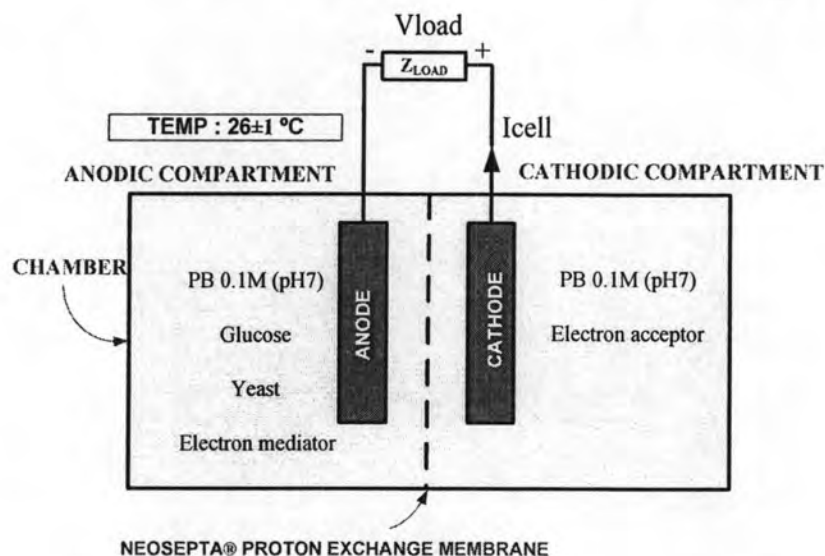 Vload
- Z_LOAD +
TEMP : 26±1 ºC
Icell
ANODIC COMPARTMENT
CATHODIC COMPARTMENT
CHAMBER
PB 0.1M (pH7)
Glucose
Yeast
Electron mediator
ANODE
CATHODE
PB 0.1M (pH7)
Electron acceptor
NEOSEPTA® PROTON EXCHANGE MEMBRANE